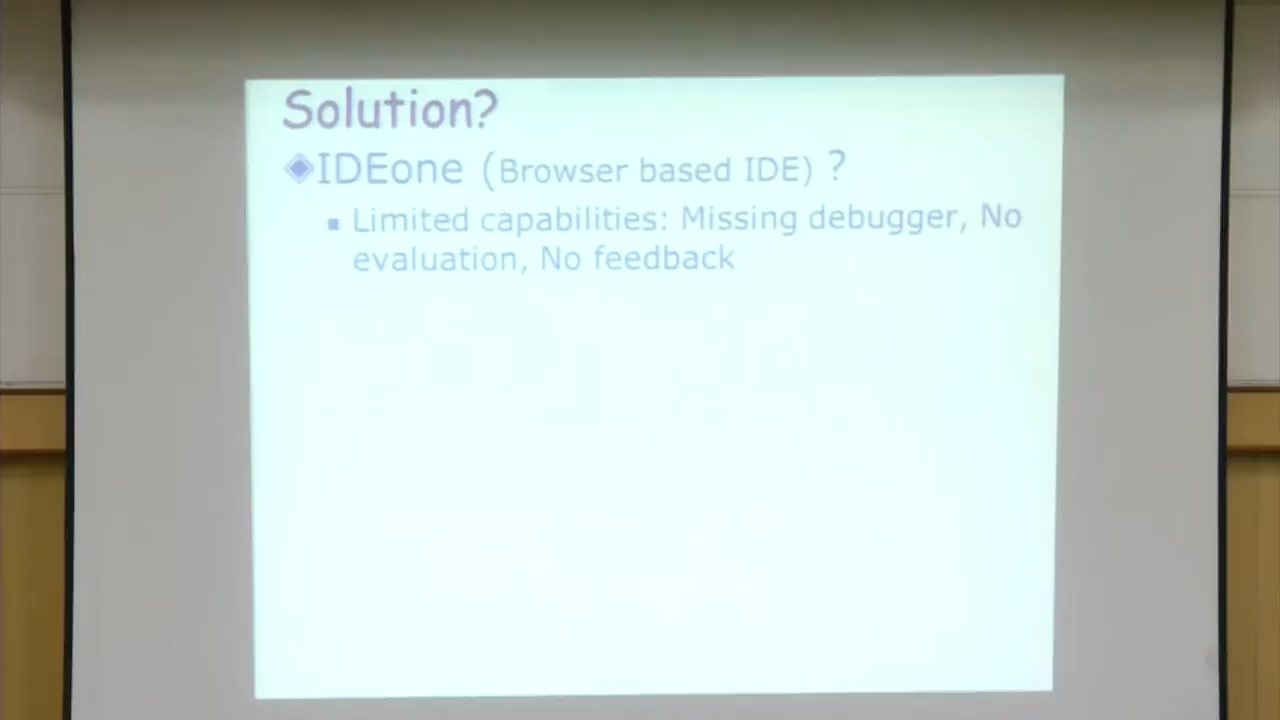 Solution?
IDEone (Browser based IDE) ?
Limited capabilities: Missing debugger, No
evaluation, No feedback